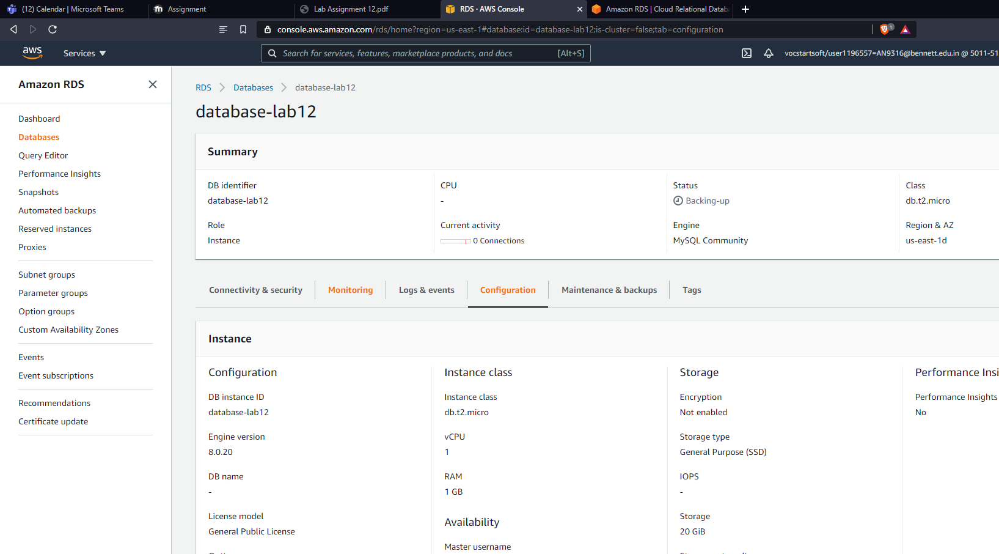 (12) Calendar | Microsoft Teams
Assignment
Lab Assignment 12.pdf
RDS · AWS Console
Amazon RDS | Cloud Relational Datab
console.aws.amazon.com/rds/home?region=us-east-1#database:id=database-lab12;is-cluster=false;tab=configuration
1
aws
Services
Search for services, features, marketplace products, and docs
[Alt+S]
vocstartsoft/user1196557=AN9316@bennett.edu.in @ 5011-51
Amazon RDS
Dashboard
Databases
Query Editor
Performance Insights
Snapshots
Automated backups
Reserved instances
Proxies
Subnet groups
Parameter groups
Option groups
Custom Availability Zones
Events
Event subscriptions
Recommendations
Certificate update
RDS
Databases
database-lab12
database-lab12
Summary
DB identifier
database-lab12
CPU
-
Status
Backing-up
Class
db.t2.micro
Role
Instance
Current activity
0 Connections
Engine
MySQL Community
Region & AZ
us-east-1d
Connectivity & security
Monitoring
Logs & events
Configuration
Maintenance & backups
Tags
Instance
Configuration
DB instance ID
database-lab12
Engine version
8.0.20
DB name
-
License model
General Public License
Instance class
Instance class
db.t2.micro
vCPU
1
RAM
1 GB
Availability
Master username
Storage
Encryption
Not enabled
Storage type
General Purpose (SSD)
IOPS
-
Storage
20 GiB
Performance Insi
Performance Insights
No